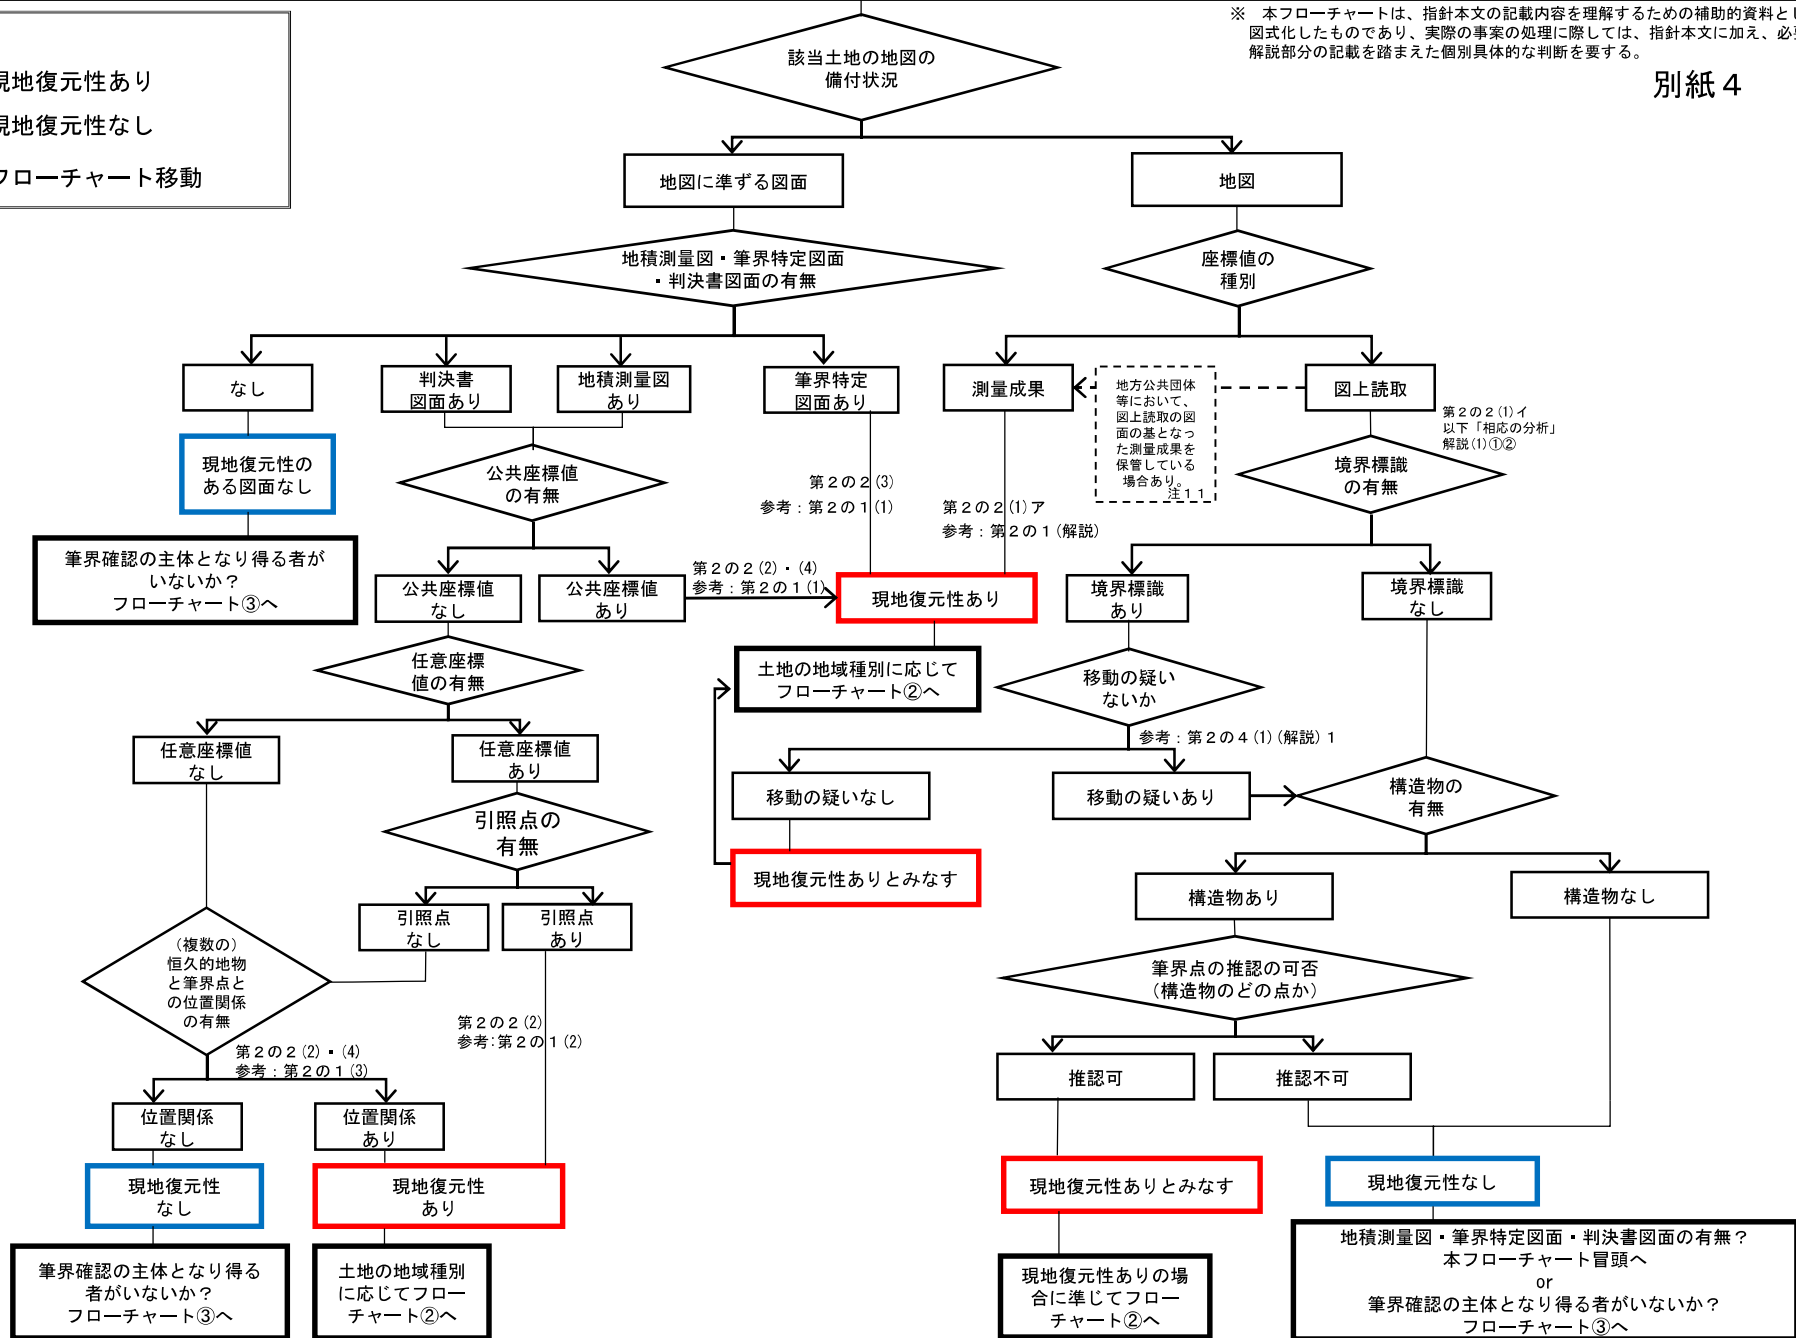 ※　本フローチャートは、指針本文の記載内容を理解するための補助的資料とし
図式化したものであり、実際の事案の処理に際しては、指針本文に加え、必要
解説部分の記載を踏まえた個別具体的な判断を要する。
別紙４
現地復元性あり
現地復元性なし
フローチャート移動
該当土地の地図の
備付状況
地図に準ずる図面
地図
地積測量図・筆界特定図面
・判決書図面の有無
座標値の
種別
なし
判決書
図面あり
地積測量図
あり
筆界特定
図面あり
測量成果
地方公共団体
等において、
図上読取の図
面の基となっ
た測量成果を
保管している
場合あり。
注１１
図上読取
第２の２(1)イ
以下「相応の分析」
解説(1)①②
現地復元性の
ある図面なし
公共座標値
の有無
第２の２(3)
参考：第２の１(1)
第２の２(1)ア
参考：第２の１(解説)
境界標識
の有無
筆界確認の主体となり得る者が
いないか？
フローチャート③へ
公共座標値
なし
公共座標値
あり
第２の２(2)・(4)
参考：第２の１(1)
現地復元性あり
境界標識
あり
境界標識
なし
任意座標
値の有無
土地の地域種別に応じて
フローチャート②へ
移動の疑い
ないか
参考：第２の４(1)(解説)１
任意座標値
なし
任意座標値
あり
移動の疑いなし
移動の疑いあり
構造物の
有無
引照点の
有無
現地復元性ありとみなす
構造物あり
構造物なし
引照点
なし
引照点
あり
（複数の）
恒久的地物
と筆界点と
の位置関係
の有無
筆界点の推認の可否
（構造物のどの点か）
第２の２(2)
参考：第２の１(2)
第２の２(2)・(4)
参考：第２の１(3)
推認可
推認不可
位置関係
なし
位置関係
あり
現地復元性
なし
現地復元性
あり
現地復元性ありとみなす
現地復元性なし
筆界確認の主体となり得る
者がいないか？
フローチャート③へ
土地の地域種別
に応じてフロー
チャート②へ
現地復元性ありの場
合に準じてフロー
チャート②へ
地積測量図・筆界特定図面・判決書図面の有無？
本フローチャート冒頭へ
or
筆界確認の主体となり得る者がいないか？
フローチャート③へ